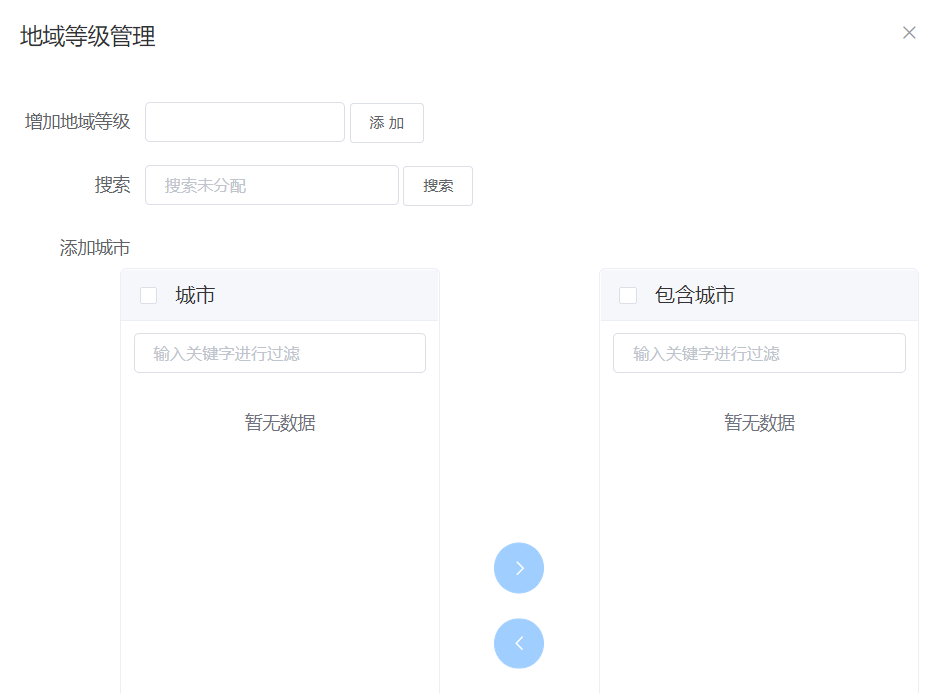 地域等级管理
增加地域等级 添 加
搜索 搜索未分配 搜索
添加城市
城市 包含城市
输入关键字进行过滤 输入关键字进行过滤
暂无数据 暂无数据